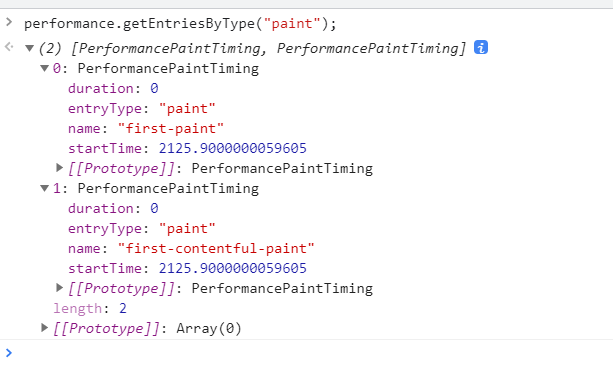 > performance.getEntriesByType("paint");
(2) [PerformancePaintTiming, PerformancePaintTiming] i
0: PerformancePaintTiming
duration: 0
entryType: "paint"
name: "first-paint"
startTime: 2125.9000000059605
[[Prototype]]: PerformancePaintTiming
1: PerformancePaintTiming
duration: 0
entryType: "paint"
name: "first-contentful-paint"
startTime: 2125.9000000059605
[[Prototype]]: PerformancePaintTiming
length: 2
[[Prototype]]: Array(0)
>